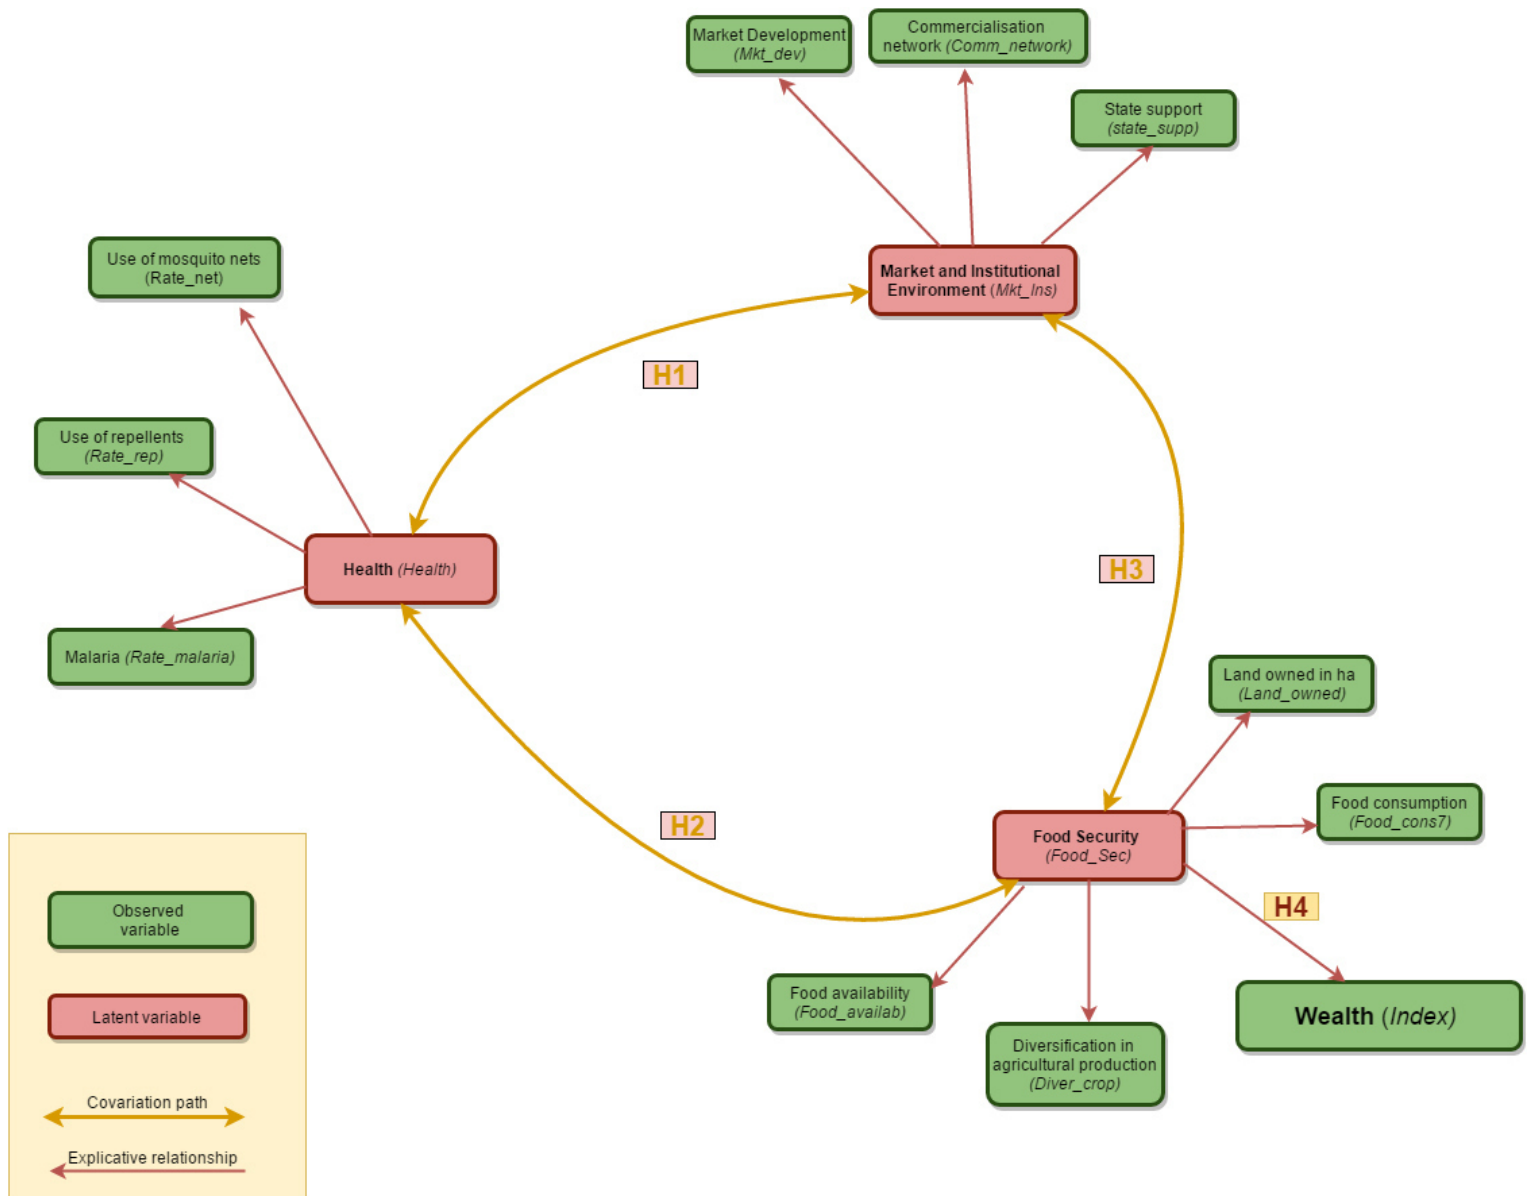 Market Development
(Mkt_dev)
Commercialisation
network (Comm_network)
State support
(state_supp)
Use of mosquito nets
(Rate_net)
Market and Institutional
Environment (Mkt_Ins)
H1
Use of repellents
(Rate_rep)
Health (Health)
H3
Malaria (Rate_malaria)
Land owned in ha
(Land_owned)
Food consumption
(Food_cons7)
H2
Food Security
(Food_Sec)
H4
Observed
variable
Food availability
(Food_availab)
Wealth (Index)
Latent variable
Diversification in
agricultural production
(Diver_crop)
Covariation path
Explicative relationship